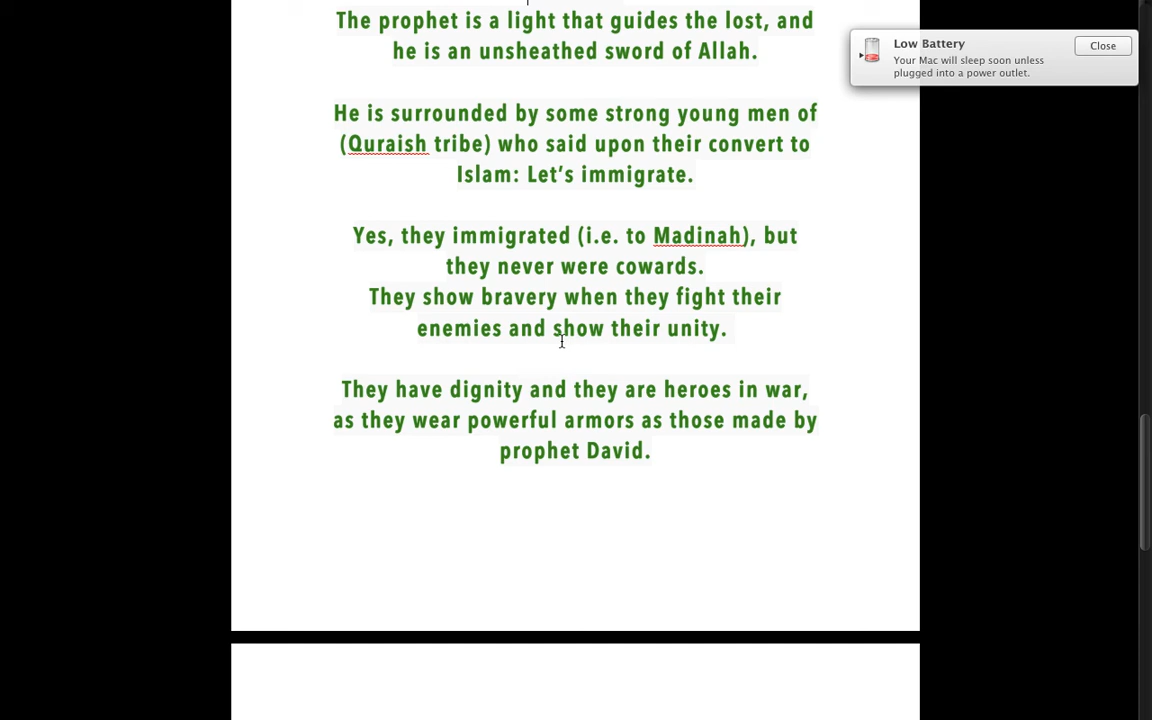 The prophet is a light that guides the lost, and
he is an unsheathed sword of Allah.
He is surrounded by some strong young men of
(Quraish tribe) who said upon their convert to
Islam: Let’s immigrate.
Yes, they immigrated (i.e. to Madinah), but
they never were cowards.
They show bravery when they fight their
enemies and show their unity.
They have dignity and they are heroes in war,
as they wear powerful armors as those made by
prophet David.
Low Battery
Your Mac will sleep soon unless
plugged into a power outlet.
Close